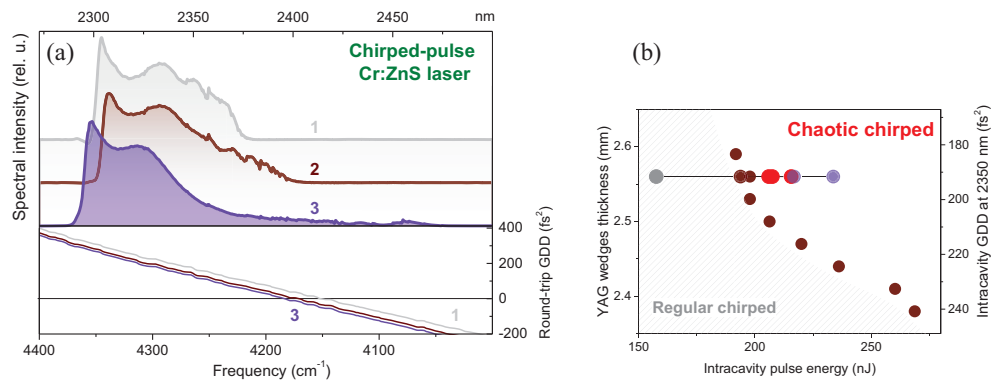 2300 2350 2400 nm
(a)
Chirped-pulse
Cr:ZnS laser
Spectral intensity (rel. u.)
1
2
3
400
200
0
-200
Round-trip GDD (fs²)
1
3
4400 4300 4200 4100
Frequency (cm⁻¹)
(b)
Chaotic chirped
YAG wedges thickness (mm)
2.6
2.5
2.4
180
200
220
240
Intracavity GDD at 2350 nm (fs²)
Regular chirped
150 200 250
Intracavity pulse energy (nJ)